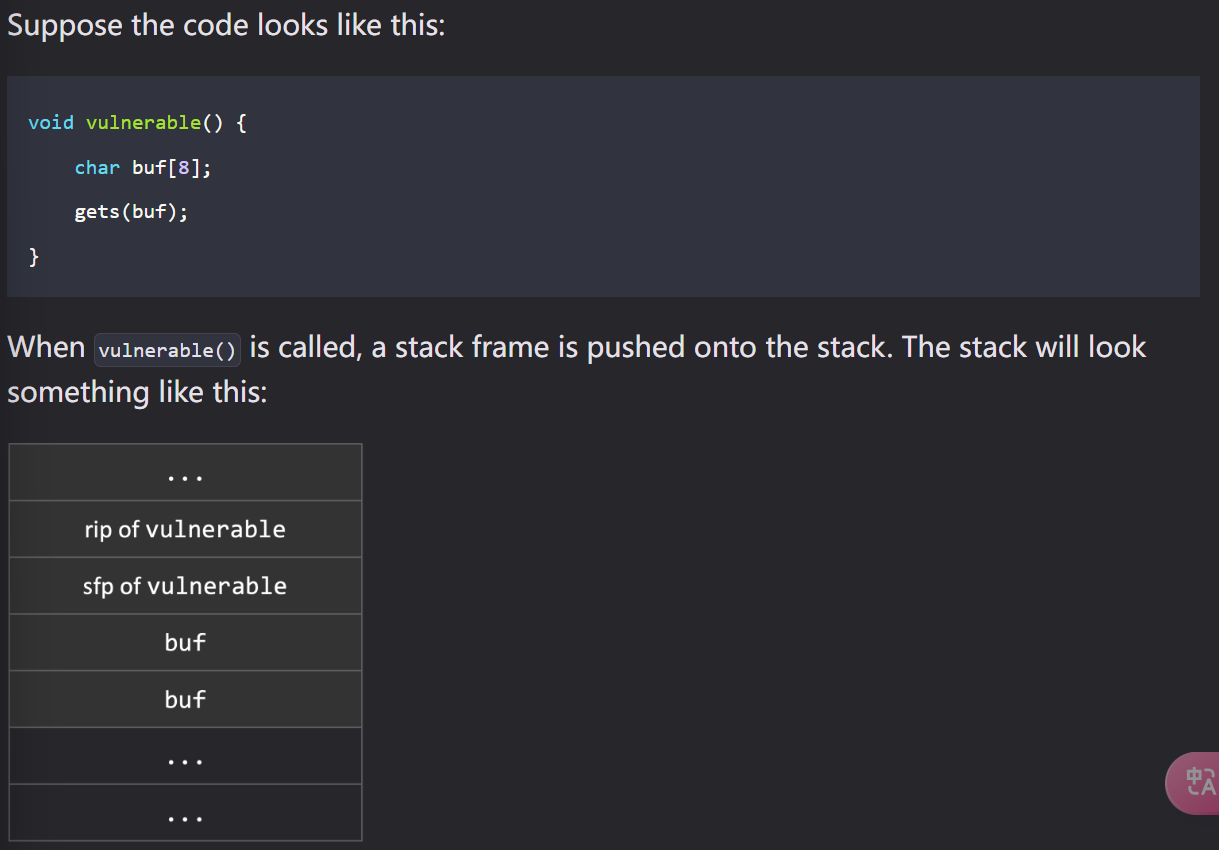 Suppose the code looks like this:
void vulnerable() {
    char buf[8];
    gets(buf);
}
When vulnerable() is called, a stack frame is pushed onto the stack. The stack will look
something like this:
...
rip of vulnerable
sfp of vulnerable
buf
buf
...
...
中A